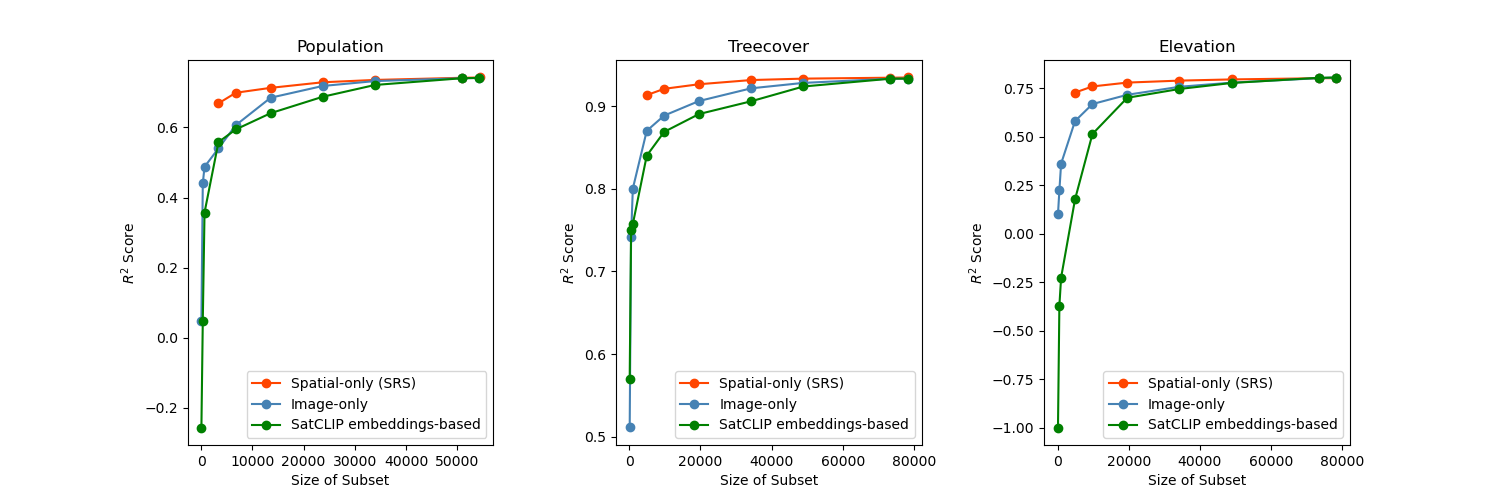 Population
R² Score
0.6
0.4
0.2
0.0
−0.2
Spatial-only (SRS)
Image-only
SatCLIP embeddings-based
0 10000 20000 30000 40000 50000
Size of Subset
Treecover
R² Score
0.9
0.8
0.7
0.6
0.5
Spatial-only (SRS)
Image-only
SatCLIP embeddings-based
0 20000 40000 60000 80000
Size of Subset
Elevation
R² Score
0.75
0.50
0.25
0.00
−0.25
−0.50
−0.75
−1.00
Spatial-only (SRS)
Image-only
SatCLIP embeddings-based
0 20000 40000 60000 80000
Size of Subset